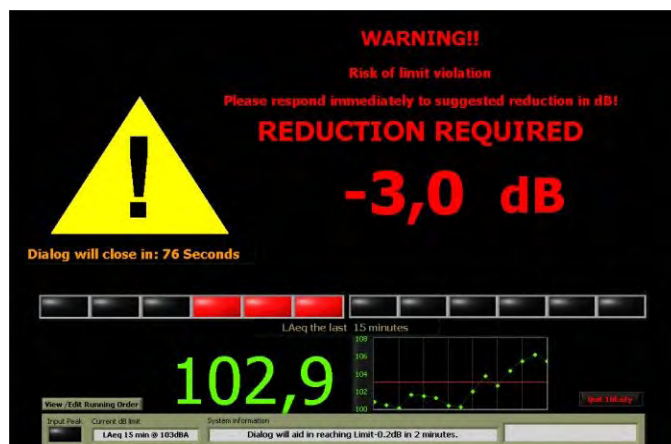 WARNING!!
Risk of limit violation
Please respond immediately to suggested reduction in dB!
REDUCTION REQUIRED
-3,0 dB
!
Dialog will close in: 76 Seconds
LAeq the last 15 minutes
102,9
108
106
104
102
100
View /Edit Running Order
Quit 10Eazy
Input Peak
Current dB limit
System information
LAeq 15 min @ 103dBA
Dialog will aid in reaching Limit-0.2dB in 2 minutes.